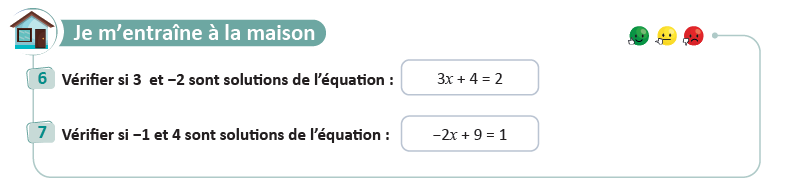 Je m'entraîne à la maison
6 Vérifier si 3 et −2 sont solutions de l'équation : 3x + 4 = 2
7 Vérifier si −1 et 4 sont solutions de l'équation : −2x + 9 = 1